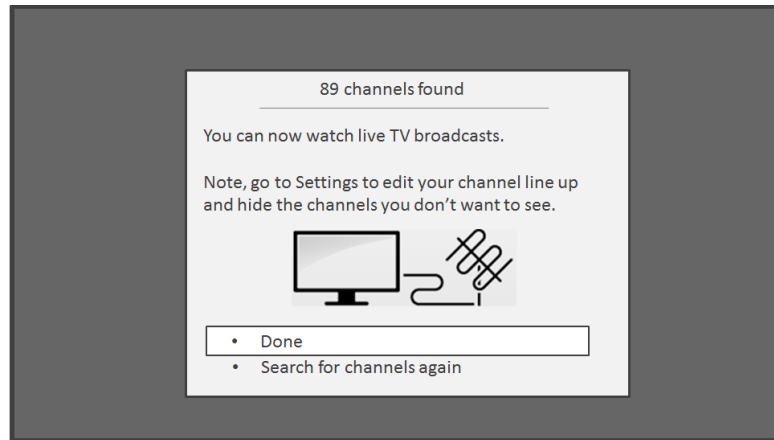 89 channels found
You can now watch live TV broadcasts.
Note, go to Settings to edit your channel line up
and hide the channels you don’t want to see.
• Done
• Search for channels again